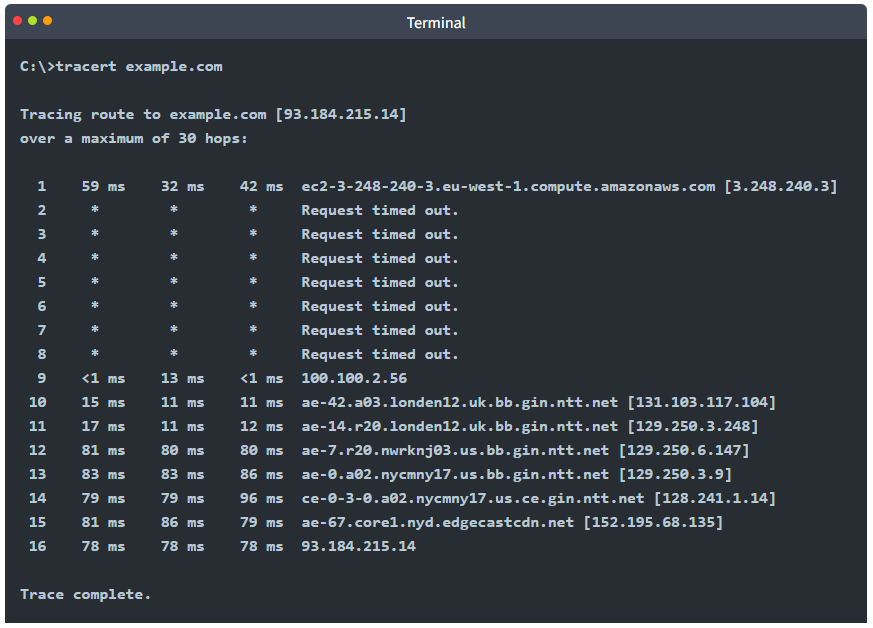 Terminal
C:\>tracert example.com
Tracing route to example.com [93.184.215.14]
over a maximum of 30 hops:
1 59 ms 32 ms 42 ms ec2-3-248-240-3.eu-west-1.compute.amazonaws.com [3.248.240.3]
2 * * * Request timed out.
3 * * * Request timed out.
4 * * * Request timed out.
5 * * * Request timed out.
6 * * * Request timed out.
7 * * * Request timed out.
8 * * * Request timed out.
9 <1 ms 13 ms <1 ms 100.100.2.56
10 15 ms 11 ms 11 ms ae-42.a03.londen12.uk.bb.gin.ntt.net [131.103.117.104]
11 17 ms 11 ms 12 ms ae-14.r20.londen12.uk.bb.gin.ntt.net [129.250.3.248]
12 81 ms 80 ms 80 ms ae-7.r20.nwrknj03.us.bb.gin.ntt.net [129.250.6.147]
13 83 ms 83 ms 86 ms ae-0.a02.nycmny17.us.bb.gin.ntt.net [129.250.3.9]
14 79 ms 79 ms 96 ms ce-0-3-0.a02.nycmny17.us.ce.gin.ntt.net [128.241.1.14]
15 81 ms 86 ms 79 ms ae-67.core1.nyd.edgecastcdn.net [152.195.68.135]
16 78 ms 78 ms 78 ms 93.184.215.14
Trace complete.